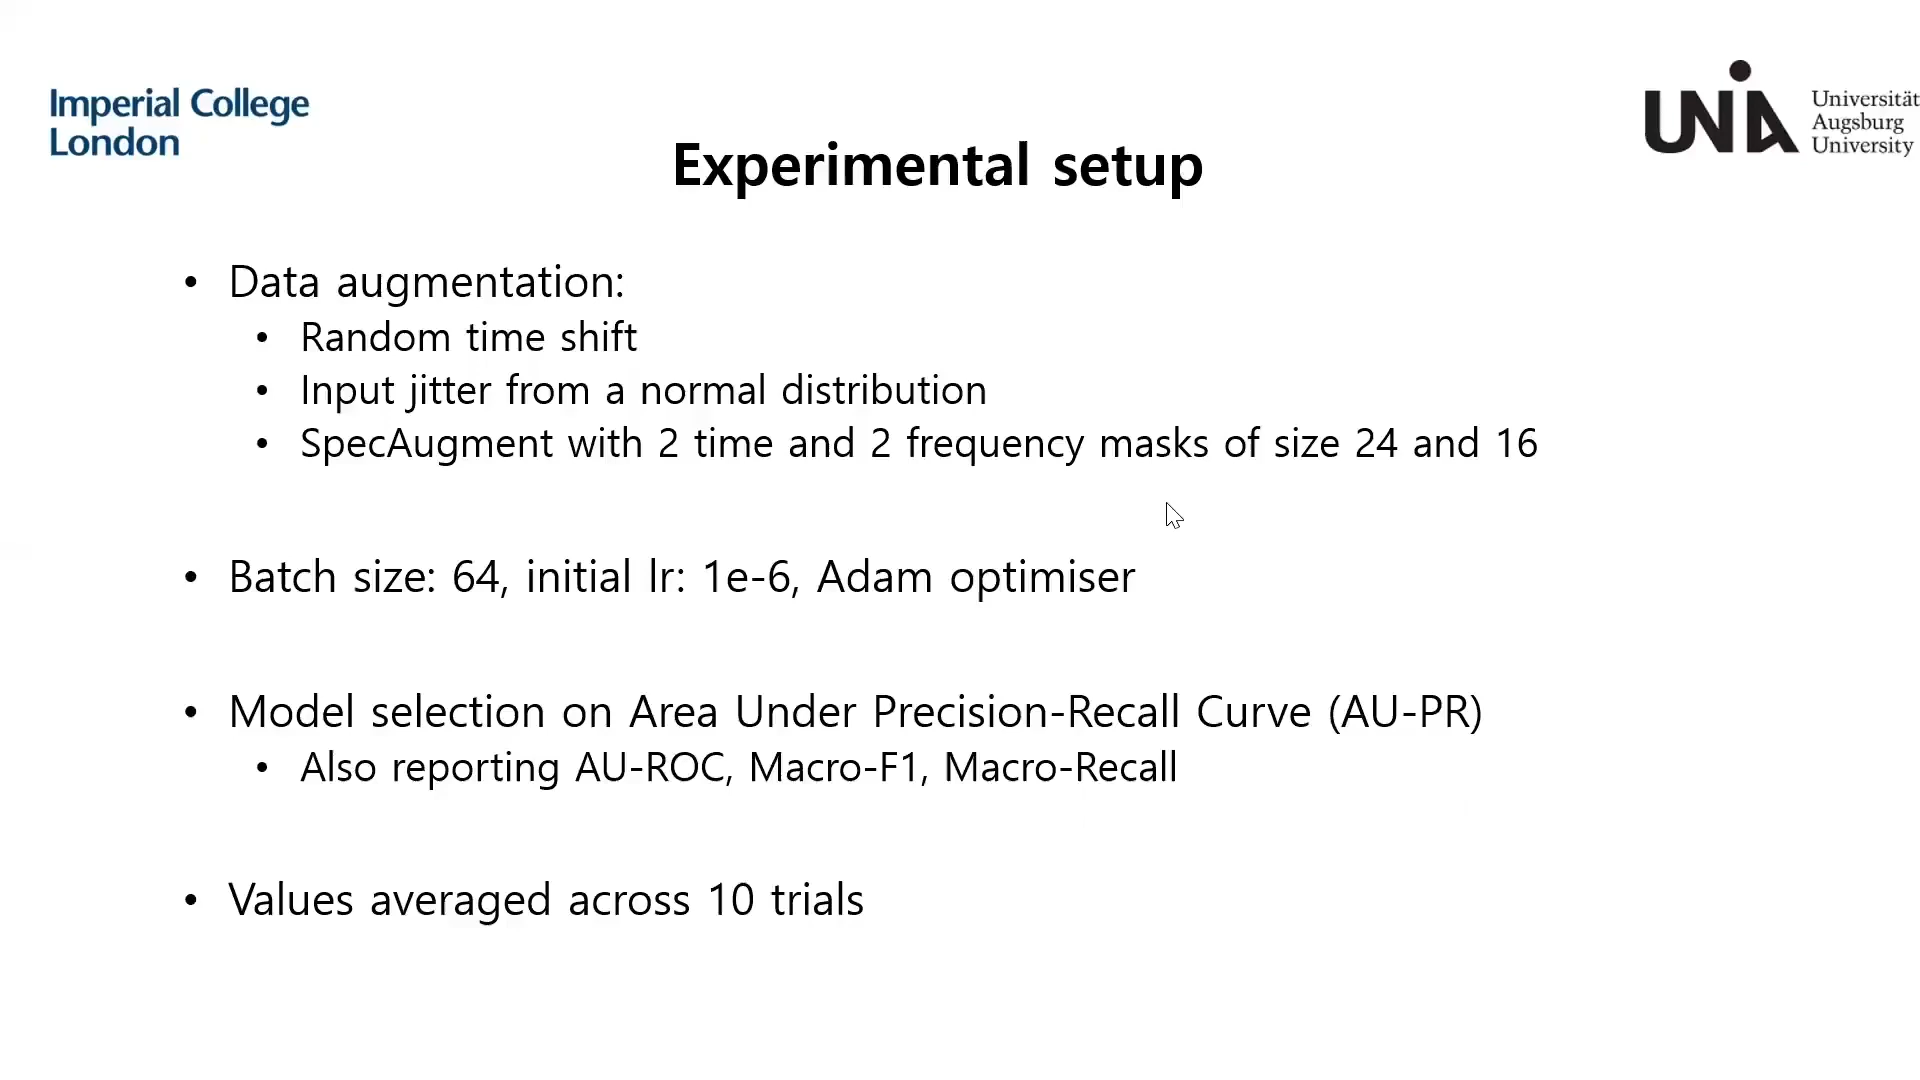 Imperial College
London
UNIA
Universität
Augsburg
University
Experimental setup
• Data augmentation:
• Random time shift
• Input jitter from a normal distribution
• SpecAugment with 2 time and 2 frequency masks of size 24 and 16
• Batch size: 64, initial lr: 1e-6, Adam optimiser
• Model selection on Area Under Precision-Recall Curve (AU-PR)
• Also reporting AU-ROC, Macro-F1, Macro-Recall
• Values averaged across 10 trials